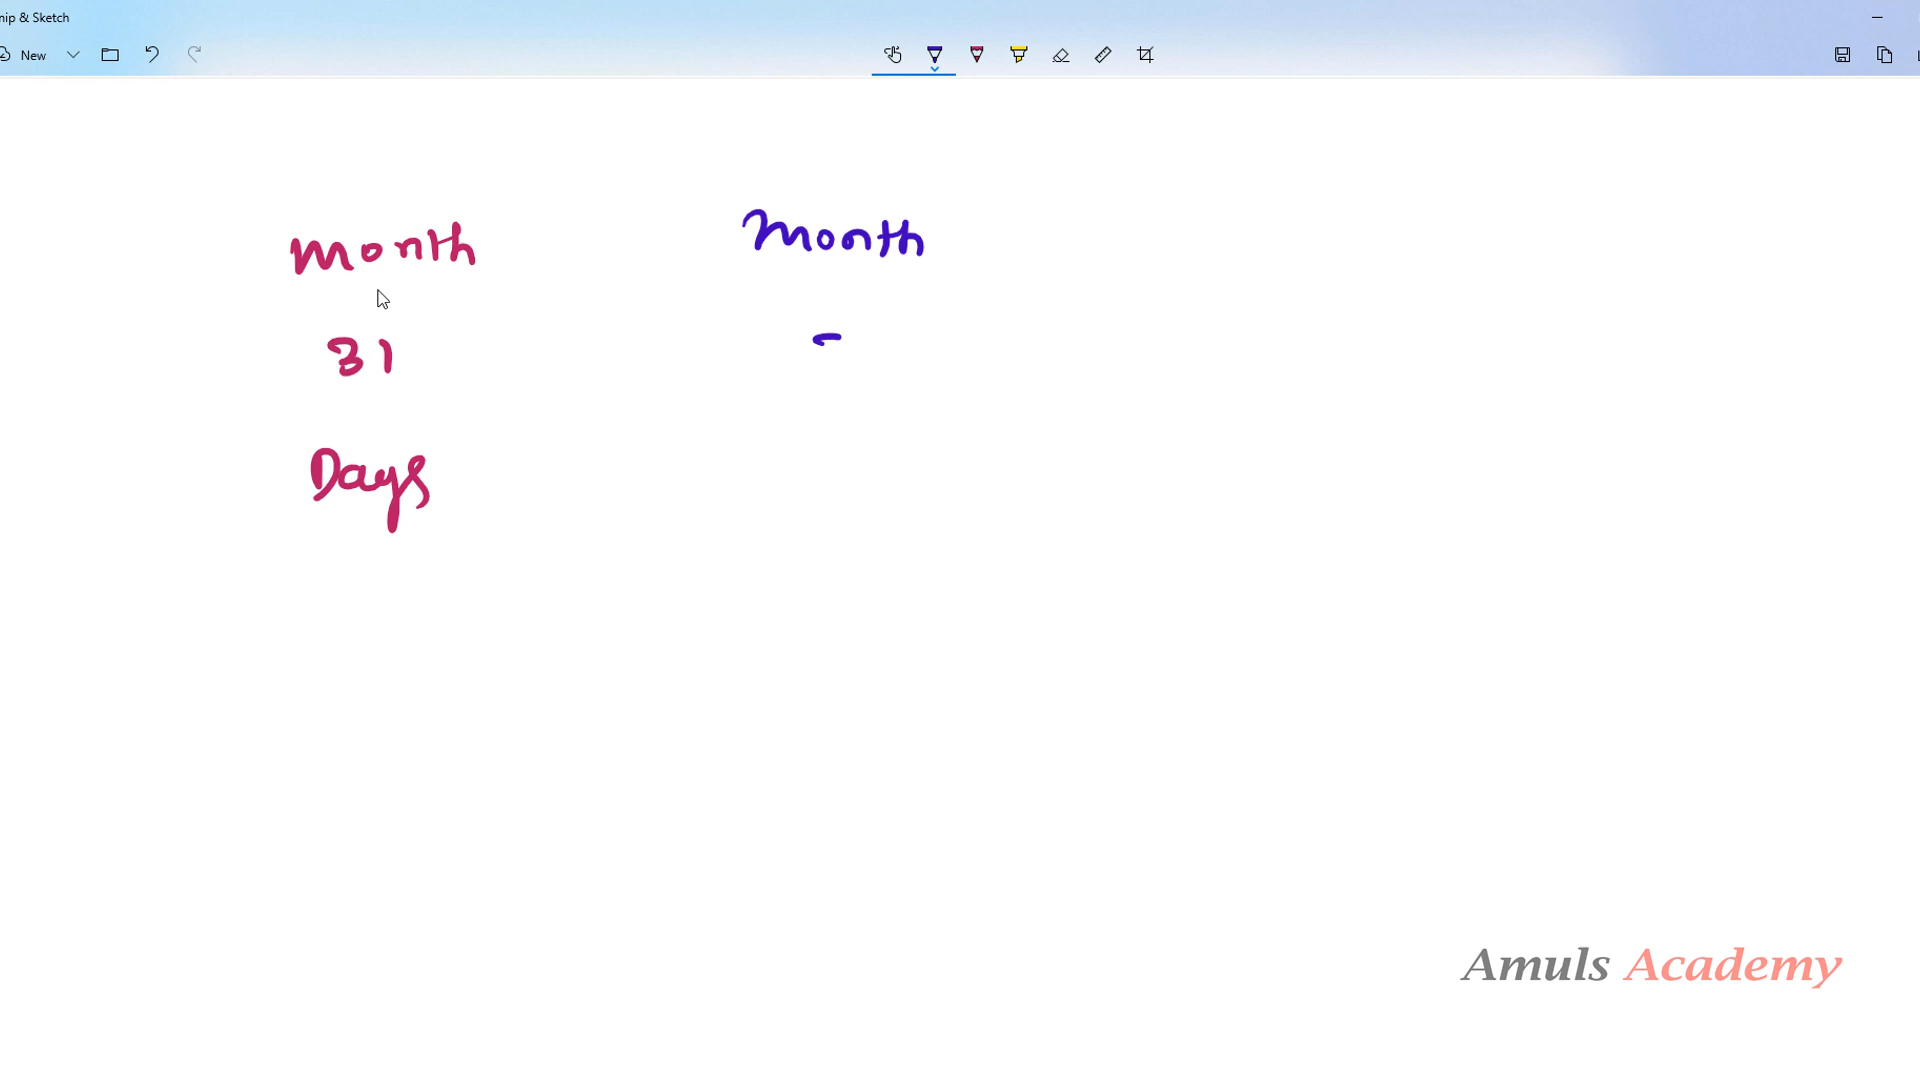 nip & Sketch
New
month
31
Days
Month
Amuls Academy